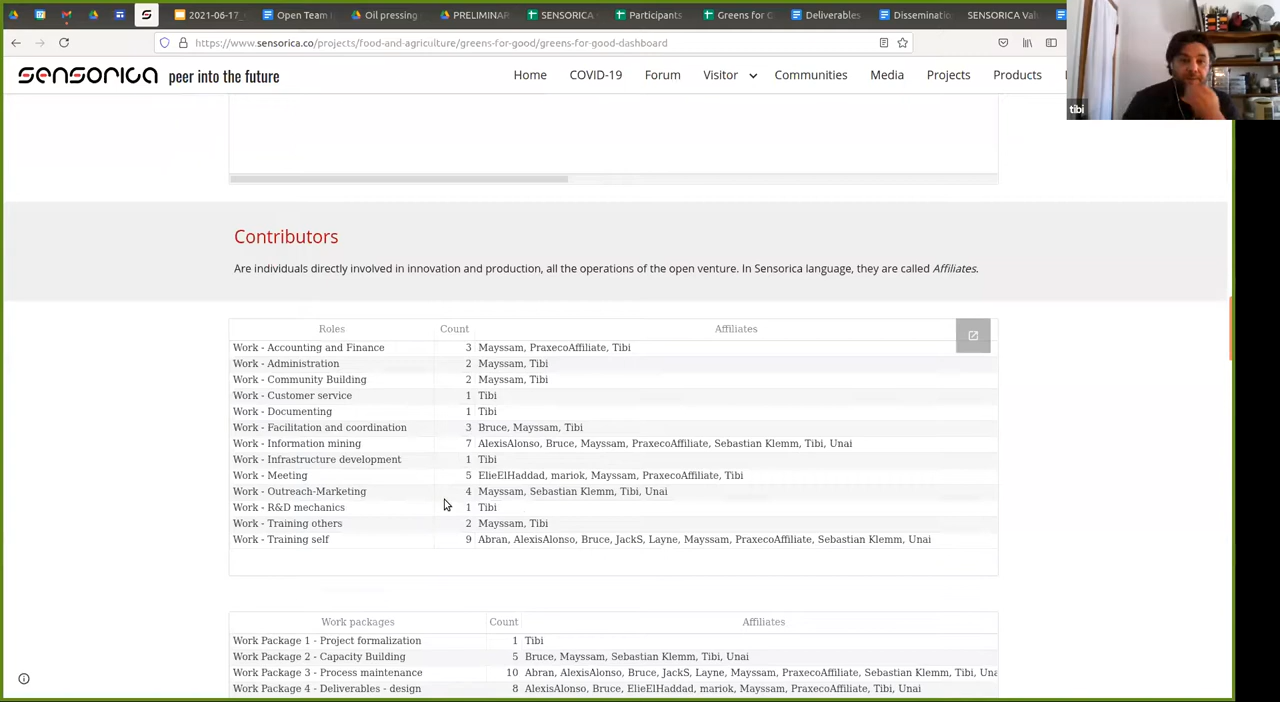 2021-06-17_
Open Team
Oil pressing
PRELIMINAR
SENSORICA
Participants
Greens for G
Deliverables
Disseminatio
SENSORICA Val
https://www.sensorica.co/projects/food-and-agriculture/greens-for-good/greens-for-good-dashboard
sensorica peer into the future
Home COVID-19 Forum Visitor Communities Media Projects Products
tibi
Contributors
Are individuals directly involved in innovation and production, all the operations of the open venture. In Sensorica language, they are called Affiliates.
Roles Count Affiliates
Work - Accounting and Finance 3 Mayssam, PraxecoAffiliate, Tibi
Work - Administration 2 Mayssam, Tibi
Work - Community Building 2 Mayssam, Tibi
Work - Customer service 1 Tibi
Work - Documenting 1 Tibi
Work - Facilitation and coordination 3 Bruce, Mayssam, Tibi
Work - Information mining 7 AlexisAlonso, Bruce, Mayssam, PraxecoAffiliate, Sebastian Klemm, Tibi, Unai
Work - Infrastructure development 1 Tibi
Work - Meeting 5 ElieElHaddad, mariok, Mayssam, PraxecoAffiliate, Tibi
Work - Outreach-Marketing 4 Mayssam, Sebastian Klemm, Tibi, Unai
Work - R&D mechanics 1 Tibi
Work - Training others 2 Mayssam, Tibi
Work - Training self 9 Abran, AlexisAlonso, Bruce, JackS, Layne, Mayssam, PraxecoAffiliate, Sebastian Klemm, Unai
Work packages Count Affiliates
Work Package 1 - Project formalization 1 Tibi
Work Package 2 - Capacity Building 5 Bruce, Mayssam, Sebastian Klemm, Tibi, Unai
Work Package 3 - Process maintenance 10 Abran, AlexisAlonso, Bruce, JackS, Layne, Mayssam, PraxecoAffiliate, Sebastian Klemm, Tibi, Una
Work Package 4 - Deliverables - design 8 AlexisAlonso, Bruce, ElieElHaddad, mariok, Mayssam, PraxecoAffiliate, Tibi, Unai